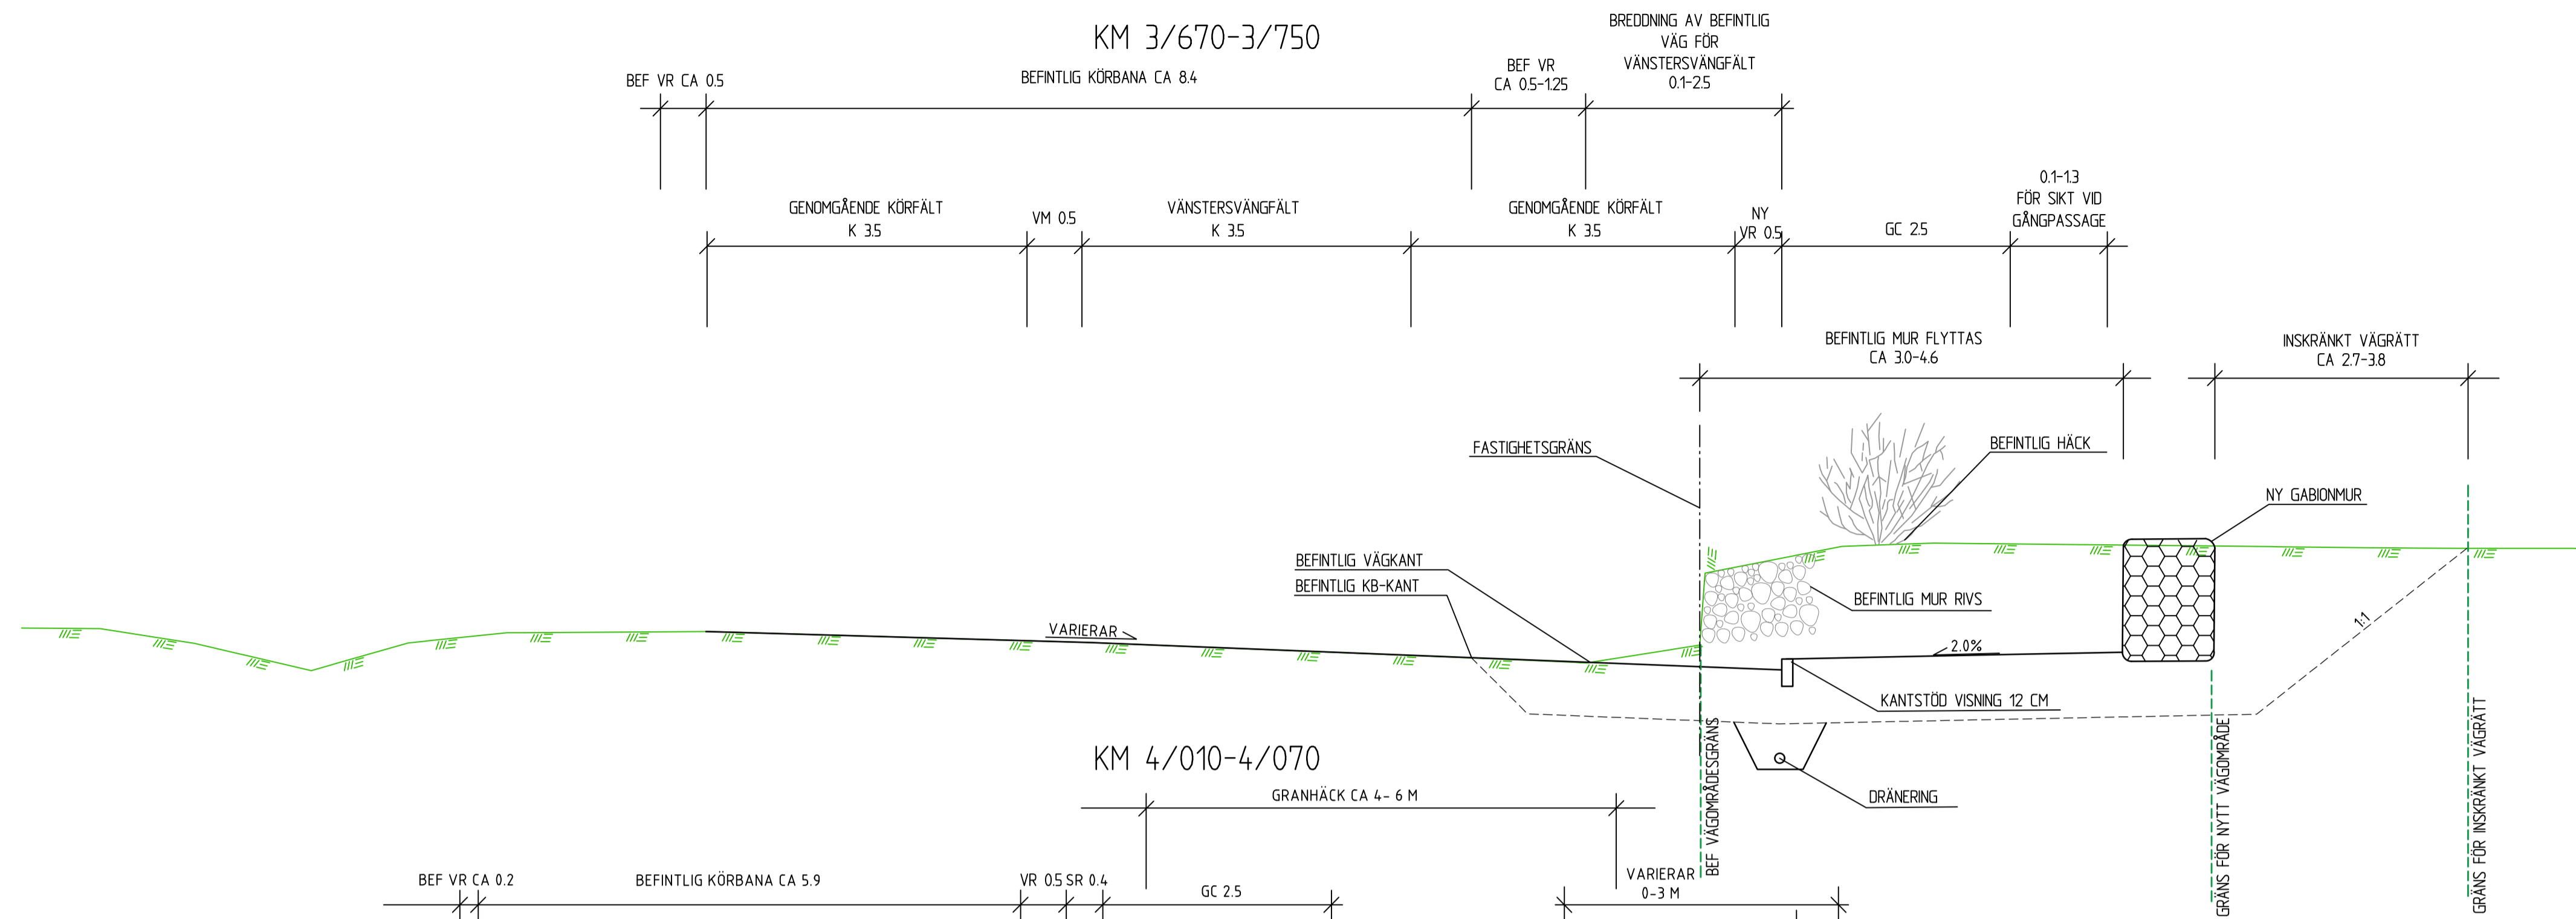 KM 3/670-3/750
BREDDNING AV BEFINTLIG
VÄG FÖR
VÄNSTERSVÄNGFÄLT
0.1-2.5
BEF VR CA 0.5
BEFINTLIG KÖRBANA CA 8.4
BEF VR
CA 0.5-1.25
GENOMGÅENDE KÖRFÄLT
K 3.5
VM 0.5
VÄNSTERSVÄNGFÄLT
K 3.5
GENOMGÅENDE KÖRFÄLT
K 3.5
NY
VR 0.5
GC 2.5
0.1-1.3
FÖR SIKT VID
GÅNGPASSAGE
BEFINTLIG MUR FLYTTAS
CA 3.0-4.6
INSKRÄNKT VÄGRÄTT
CA 2.7-3.8
FASTIGHETSGRÄNS
BEFINTLIG HÄCK
NY GABIONMUR
BEFINTLIG VÄGKANT
BEFINTLIG KB-KANT
BEFINTLIG MUR RIVS
VARIERAR
2.0%
1:1
KANTSTÖD VISNING 12 CM
DRÄNERING
BEF VÄGOMRÅDESGRÄNS
GRÄNS FÖR NYTT VÄGOMRÅDE
GRÄNS FÖR INSKRÄNKT VÄGRÄTT
KM 4/010-4/070
GRANHÄCK CA 4- 6 M
BEF VR CA 0.2
BEFINTLIG KÖRBANA CA 5.9
VR 0.5
SR 0.4
GC 2.5
VARIERAR
0-3 M